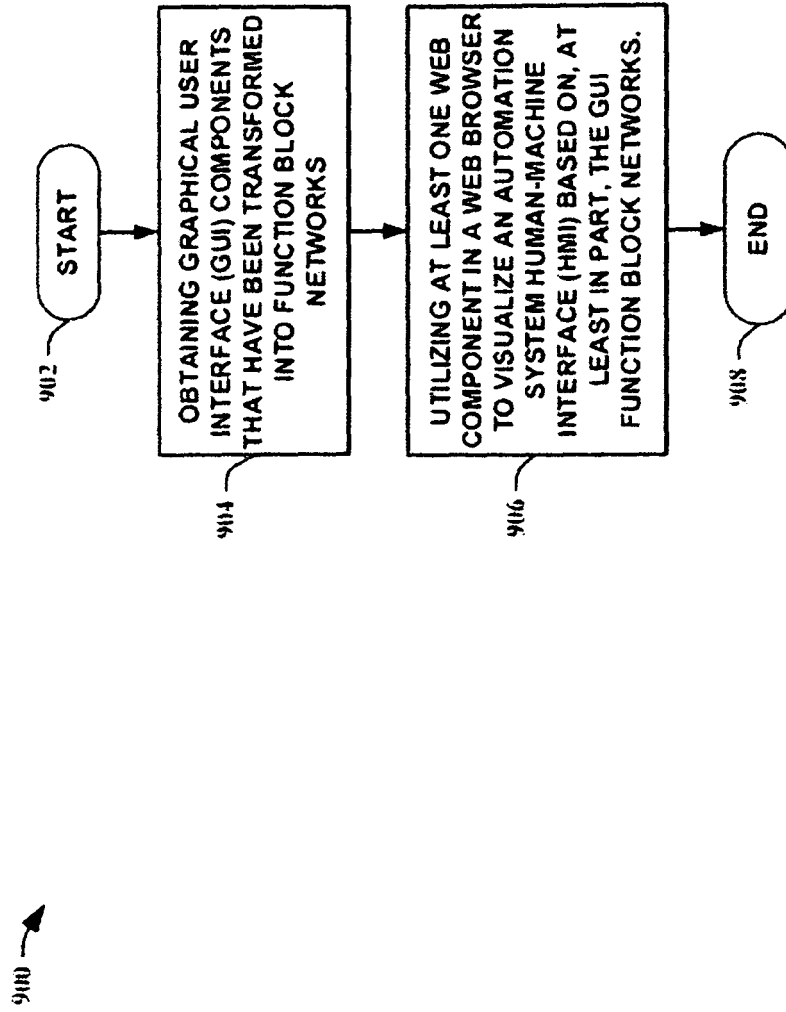 900
902
START
904
OBTAINING GRAPHICAL USER
INTERFACE (GUI) COMPONENTS
THAT HAVE BEEN TRANSFORMED
INTO FUNCTION BLOCK
NETWORKS
906
UTILIZING AT LEAST ONE WEB
COMPONENT IN A WEB BROWSER
TO VISUALIZE AN AUTOMATION
SYSTEM HUMAN-MACHINE
INTERFACE (HMI) BASED ON, AT
LEAST IN PART, THE GUI
FUNCTION BLOCK NETWORKS.
908
END